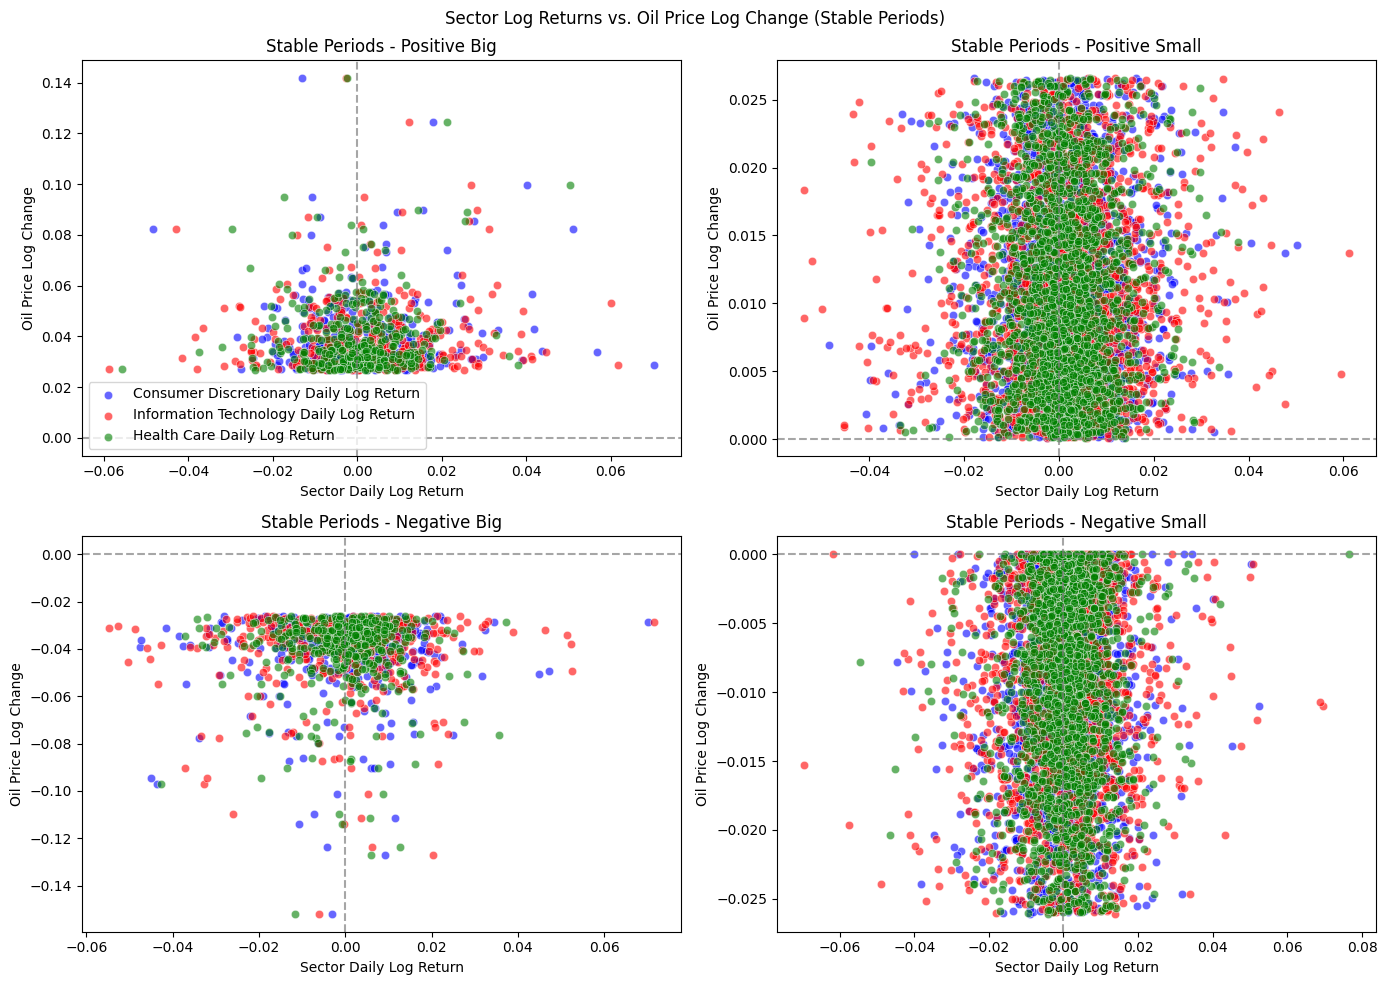 Sector Log Returns vs. Oil Price Log Change (Stable Periods)
Stable Periods - Positive Big
0.14
0.12
0.10
0.08
0.06
0.04
0.02
0.00
Oil Price Log Change
Consumer Discretionary Daily Log Return
Information Technology Daily Log Return
Health Care Daily Log Return
−0.06 −0.04 −0.02 0.00 0.02 0.04 0.06
Sector Daily Log Return
Stable Periods - Positive Small
0.025
0.020
0.015
0.010
0.005
0.000
Oil Price Log Change
−0.04 −0.02 0.00 0.02 0.04 0.06
Sector Daily Log Return
Stable Periods - Negative Big
0.00
−0.02
−0.04
−0.06
−0.08
−0.10
−0.12
−0.14
Oil Price Log Change
−0.06 −0.04 −0.02 0.00 0.02 0.04 0.06
Sector Daily Log Return
Stable Periods - Negative Small
0.000
−0.005
−0.010
−0.015
−0.020
−0.025
Oil Price Log Change
−0.06 −0.04 −0.02 0.00 0.02 0.04 0.06 0.08
Sector Daily Log Return